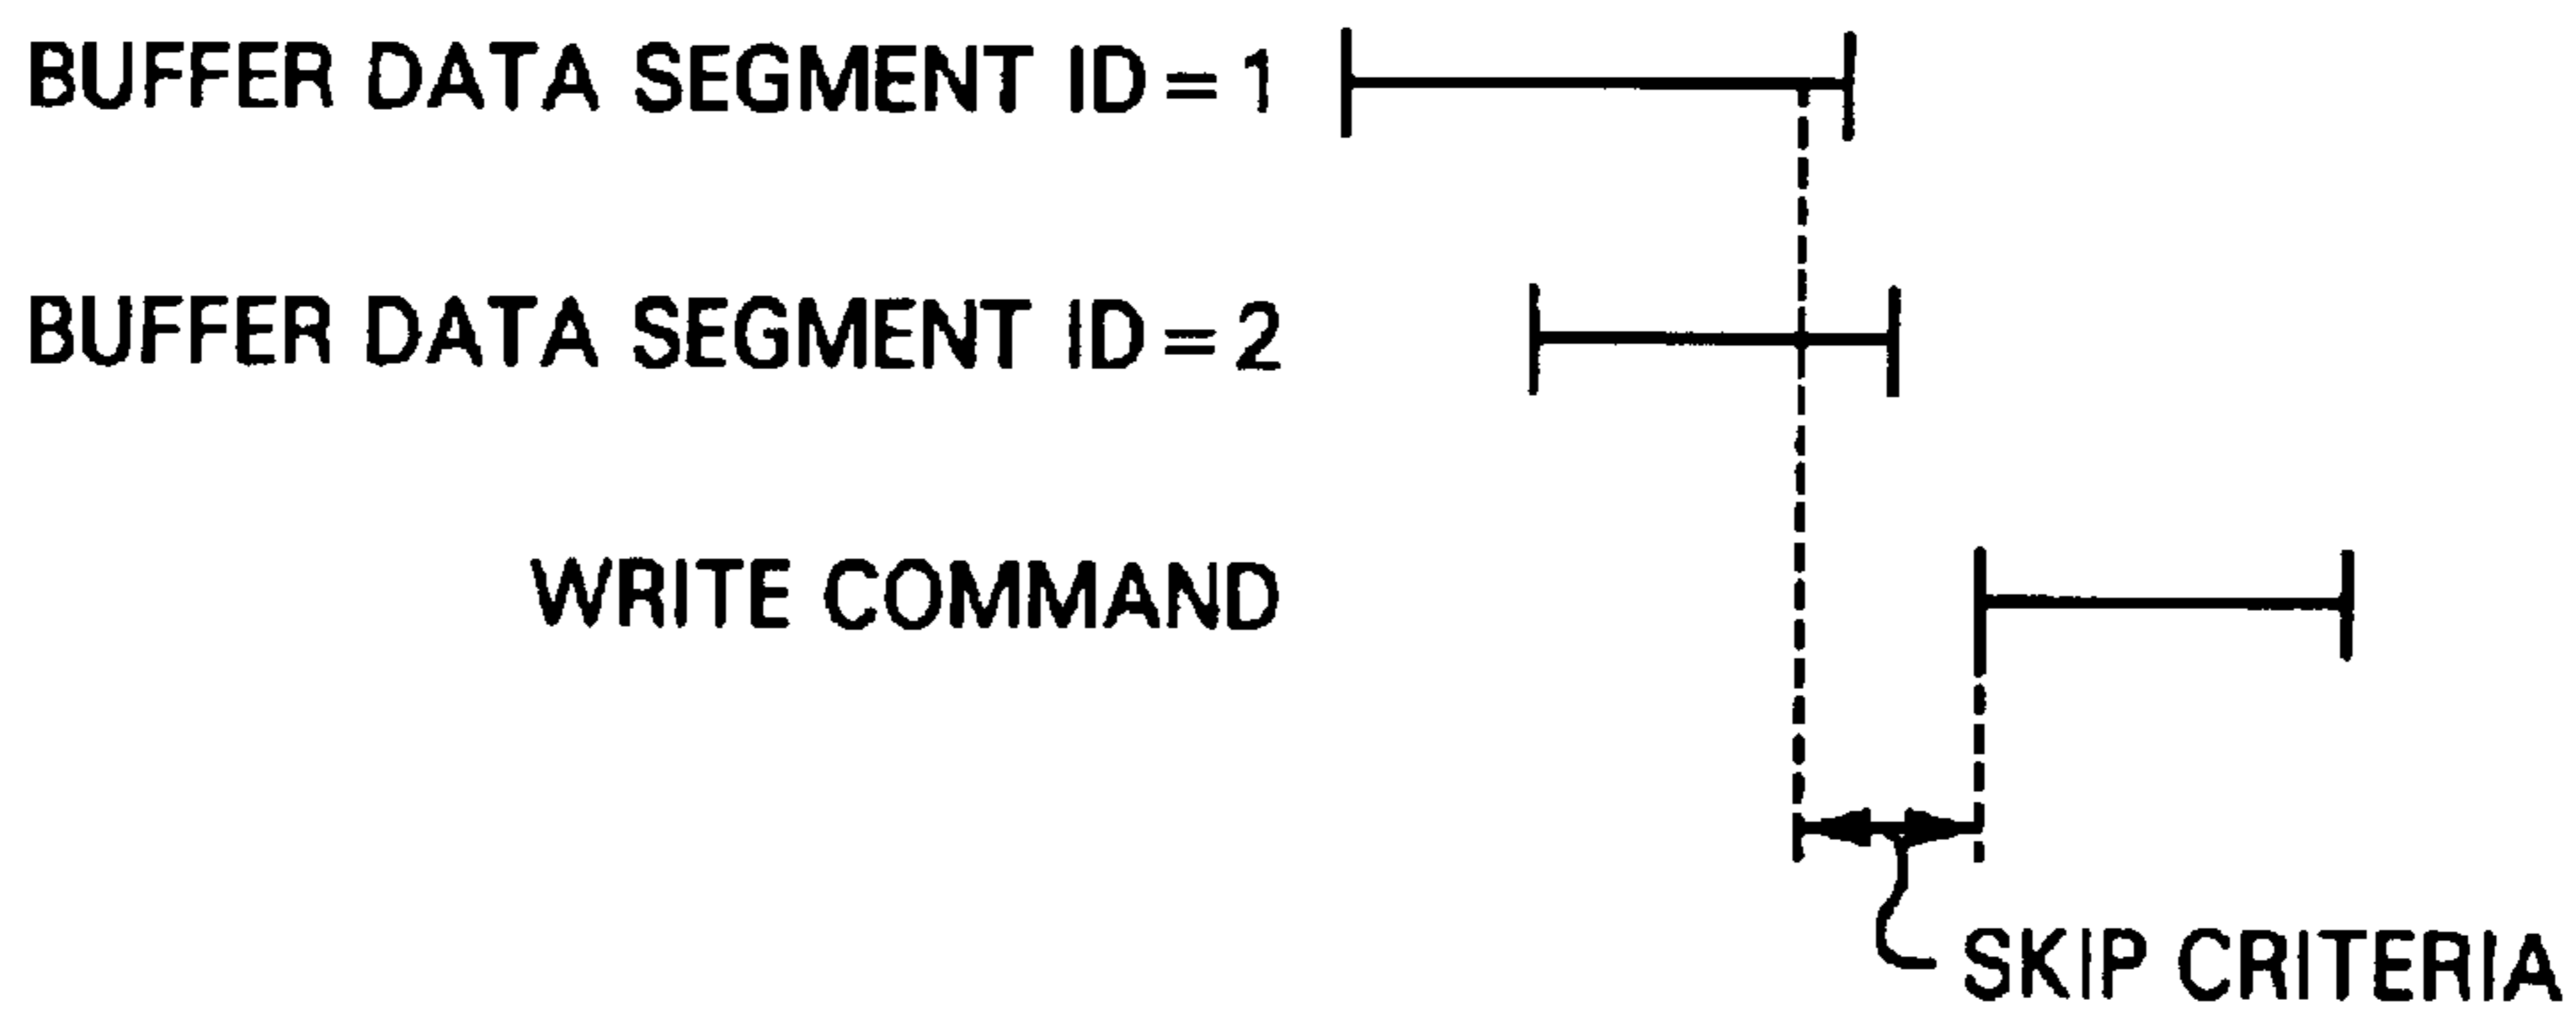 BUFFER DATA SEGMENT ID = 1
BUFFER DATA SEGMENT ID = 2
WRITE COMMAND
SKIP CRITERIA